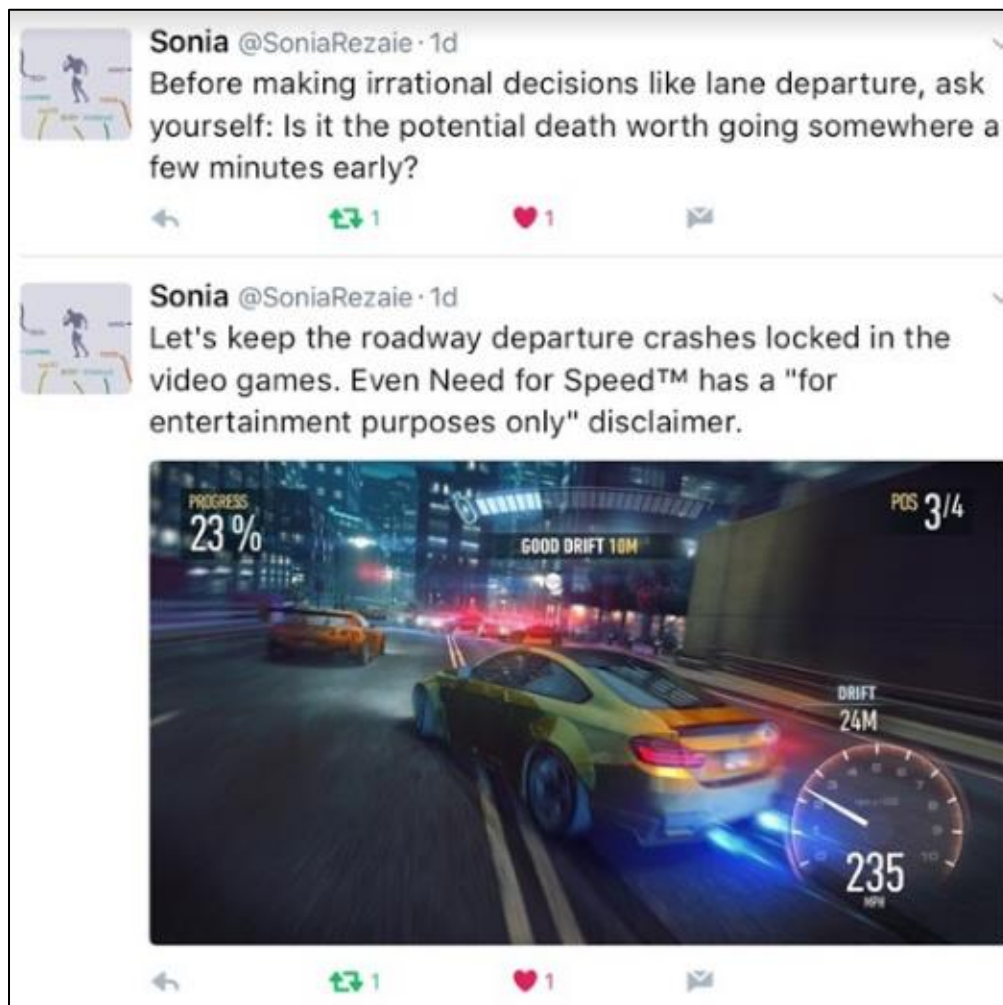 Sonia @SoniaRezaie · 1d
Before making irrational decisions like lane departure, ask
yourself: Is it the potential death worth going somewhere a
few minutes early?
1 1
Sonia @SoniaRezaie · 1d
Let's keep the roadway departure crashes locked in the
video games. Even Need for Speed™ has a "for
entertainment purposes only" disclaimer.
PROGRESS
23%
POS 3/4
GOOD DRIFT 10M
DRIFT
24M
235
MPH
1 1